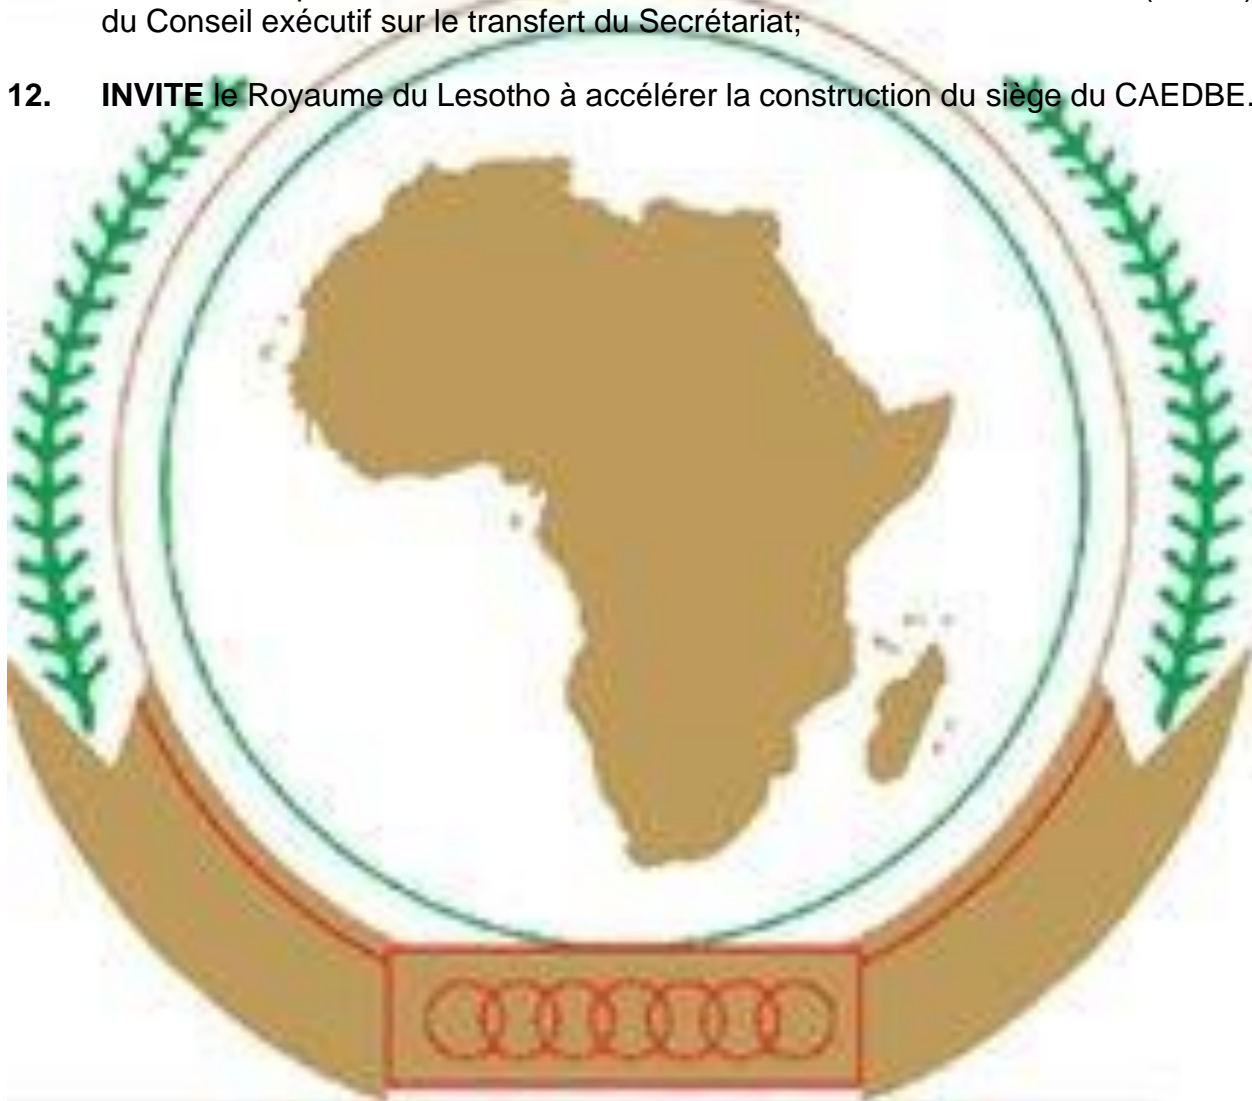 du Conseil exécutif sur le transfert du Secrétariat;
12. INVITE le Royaume du Lesotho à accélérer la construction du siège du CAEDBE.